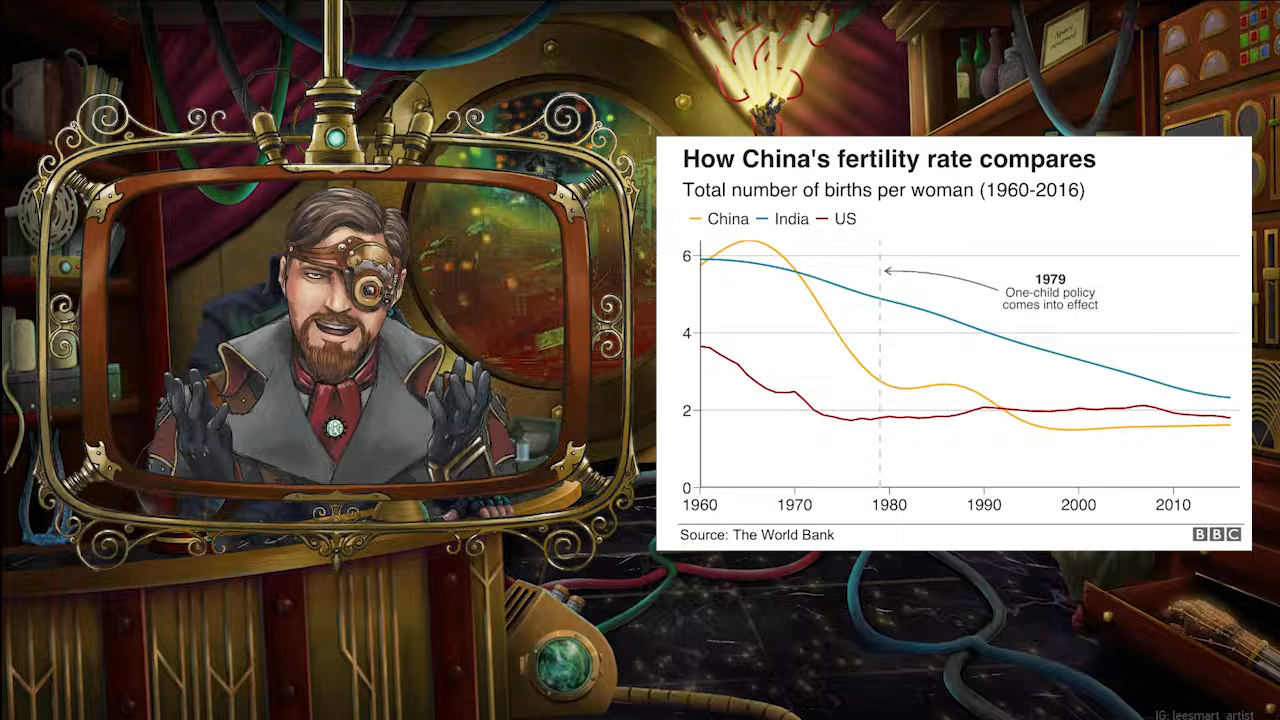 Space
reserved
How China's fertility rate compares
Total number of births per woman (1960-2016)
China India US
6
4
2
0
1979
One-child policy
comes into effect
1960 1970 1980 1990 2000 2010
Source: The World Bank
BBC
IG: leesmart_artist